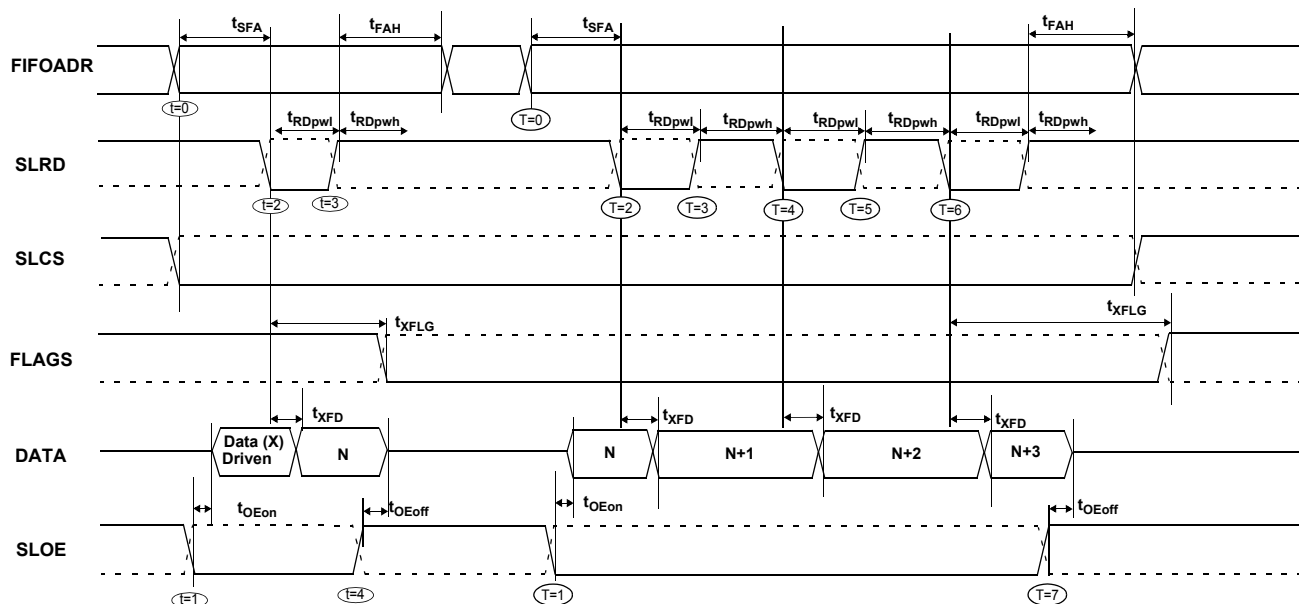 tSFA tFAH tSFA tFAH
FIFOADR
t=0 T=0
tRDpwl tRDpwh tRDpwl tRDpwh tRDpwl tRDpwh tRDpwl tRDpwh
SLRD
t=2 t=3 T=2 T=3 T=4 T=5 T=6
SLCS
tXFLG tXFLG
FLAGS
tXFD tXFD tXFD tXFD
DATA
Data (X)
Driven
N N N+1 N+2 N+3
tOEon tOEoff tOEon tOEoff
SLOE
t=1 t=4 T=1 T=7